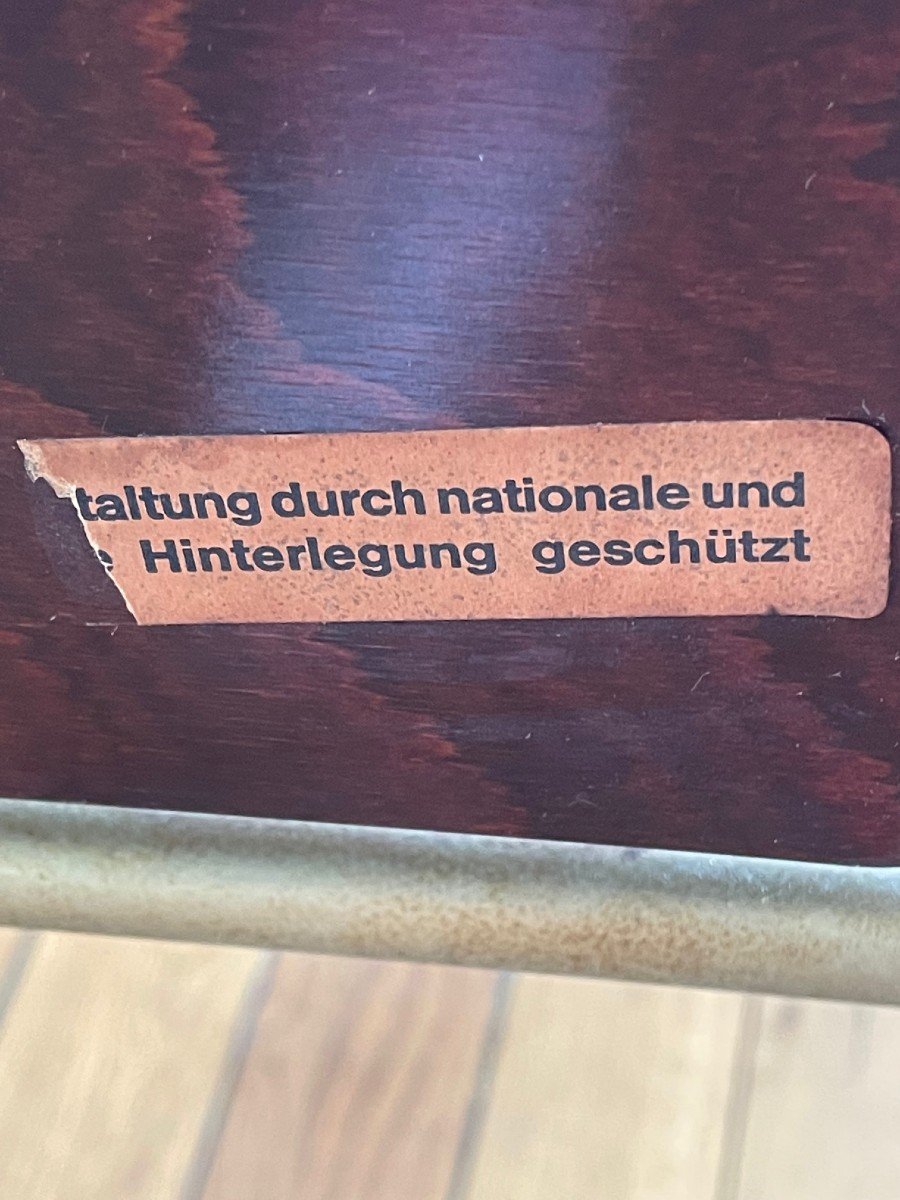 taltung durch nationale und
e Hinterlegung geschützt